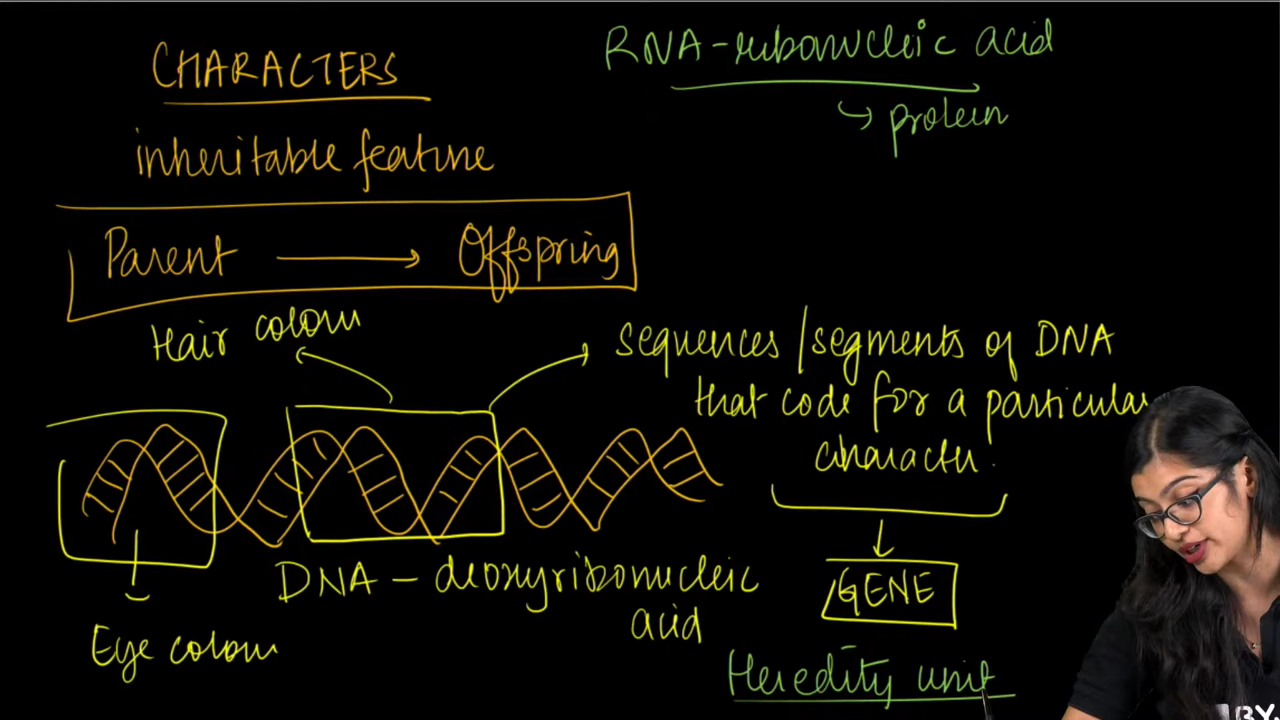 CHARACTERS
inheritable feature
Parent → Offspring
RNA - ribonucleic acid
↳ protein
Hair colour
sequences / segments of DNA
that code for a particular
character.
GENE
Heredity unit
DNA - deoxyribonucleic
acid
Eye colour
BY